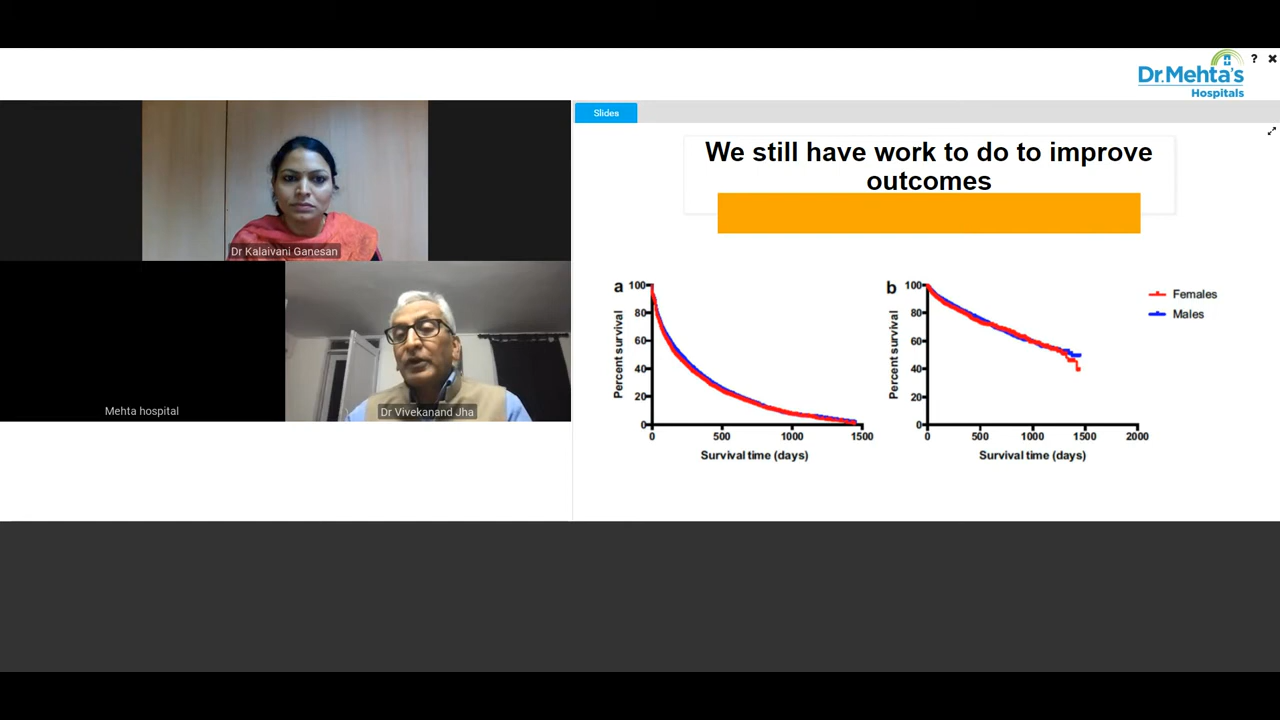 Dr.Mehta's
Hospitals
?
Slides
We still have work to do to improve
outcomes
Dr Kalaivani Ganesan
Mehta hospital
Dr Vivekanand Jha
a
Percent survival
100
80
60
40
20
0
0 500 1000 1500
Survival time (days)
b
Percent survival
100
80
60
40
20
0
0 500 1000 1500 2000
Survival time (days)
Females
Males